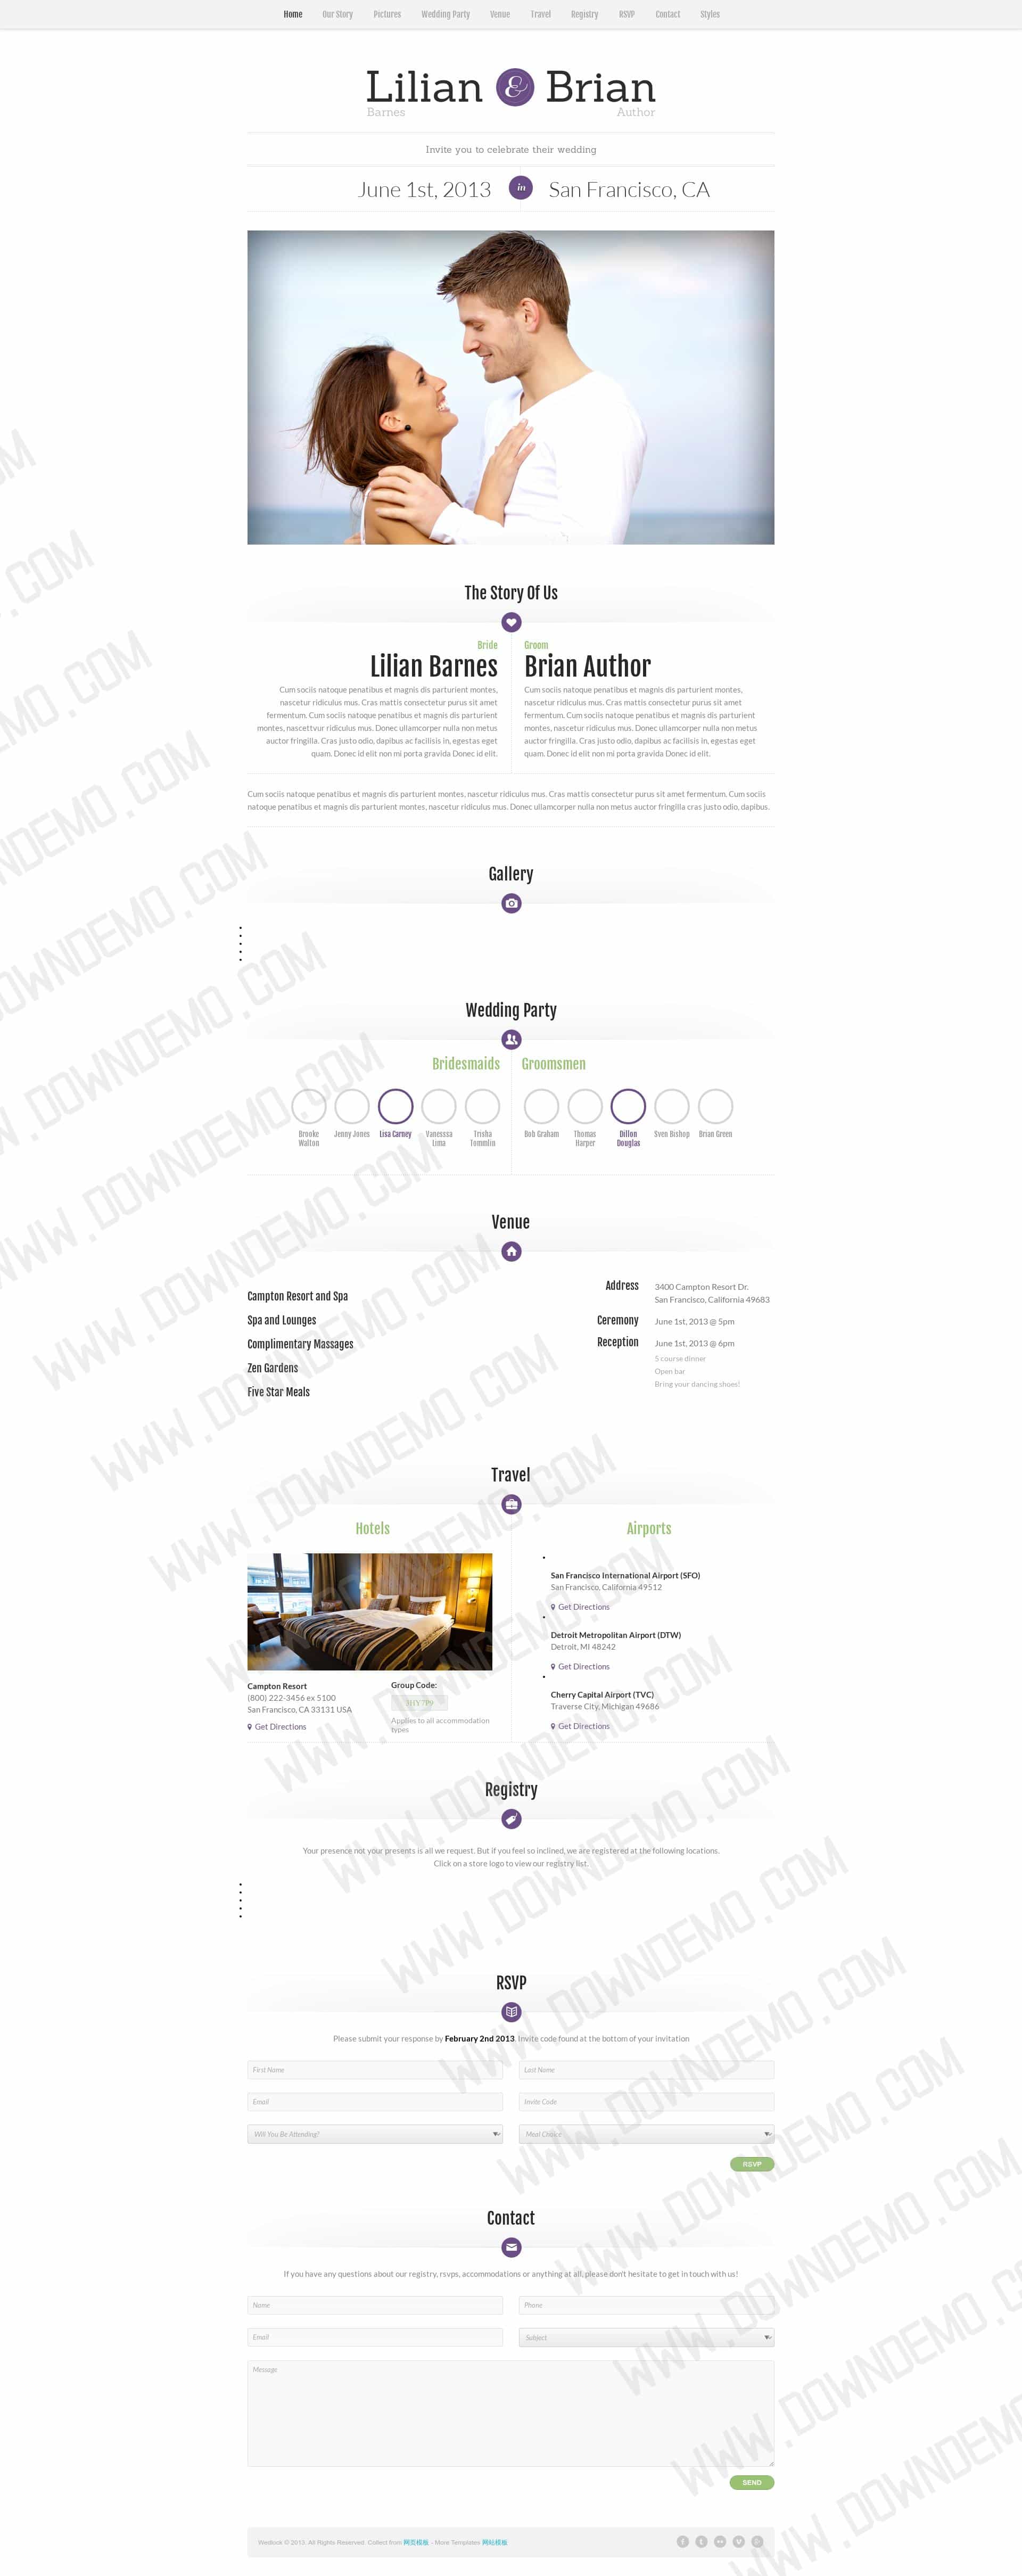 Home Our Story Pictures Wedding Party Venue Travel Registry RSVP Contact Styles
Lilian & Brian
Barnes Author
Invite you to celebrate their wedding
June 1st, 2013 in San Francisco, CA
The Story Of Us
Bride
Lilian Barnes
Cum sociis natoque penatibus et magnis dis parturient montes,
nascetur ridiculus mus. Cras mattis consectetur purus sit amet
fermentum. Cum sociis natoque penatibus et magnis dis parturient
montes, nascettvur ridiculus mus. Donec ullamcorper nulla non metus
auctor fringilla. Cras justo odio, dapibus ac facilisis in, egestas eget
quam. Donec id elit non mi porta gravida Donec id elit.
Groom
Brian Author
Cum sociis natoque penatibus et magnis dis parturient montes,
nascetur ridiculus mus. Cras mattis consectetur purus sit amet
fermentum. Cum sociis natoque penatibus et magnis dis parturient
montes, nascetur ridiculus mus. Donec ullamcorper nulla non metus
auctor fringilla. Cras justo odio, dapibus ac facilisis in, egestas eget
quam. Donec id elit non mi porta gravida Donec id elit.
Cum sociis natoque penatibus et magnis dis parturient montes, nascetur ridiculus mus. Cras mattis consectetur purus sit amet fermentum. Cum sociis
natoque penatibus et magnis dis parturient montes, nascetur ridiculus mus. Donec ullamcorper nulla non metus auctor fringilla cras justo odio, dapibus.
Gallery
Wedding Party
Bridesmaids
Brooke Walton
Jenny Jones
Lisa Carney
Vanesssa Lima
Trisha Tommlin
Groomsmen
Bob Graham
Thomas Harper
Dillon Douglas
Sven Bishop
Brian Green
Venue
Campton Resort and Spa
Spa and Lounges
Complimentary Massages
Zen Gardens
Five Star Meals
Address 3400 Campton Resort Dr.
San Francisco, California 49683
Ceremony June 1st, 2013 @ 5pm
Reception June 1st, 2013 @ 6pm
5 course dinner
Open bar
Bring your dancing shoes!
Travel
Hotels
Campton Resort
(800) 222-3456 ex 5100
San Francisco, CA 33131 USA
Get Directions
Group Code:
JHY7P9
Applies to all accommodation
types
Airports
San Francisco International Airport (SFO)
San Francisco, California 49512
Get Directions
Detroit Metropolitan Airport (DTW)
Detroit, MI 48242
Get Directions
Cherry Capital Airport (TVC)
Traverse City, Michigan 49686
Get Directions
Registry
Your presence not your presents is all we request. But if you feel so inclined, we are registered at the following locations.
Click on a store logo to view our registry list.
RSVP
Please submit your response by February 2nd 2013. Invite code found at the bottom of your invitation
First Name Last Name
Email Invite Code
Will You Be Attending? Meal Choice
RSVP
Contact
If you have any questions about our registry, rsvps, accommodations or anything at all, please don't hesitate to get in touch with us!
Name Phone
Email Subject
Message
SEND
Wedlock © 2013. All Rights Reserved. Collect from 网页模板 - More Templates 网站模板
WWW.DOWNDEMO.COM